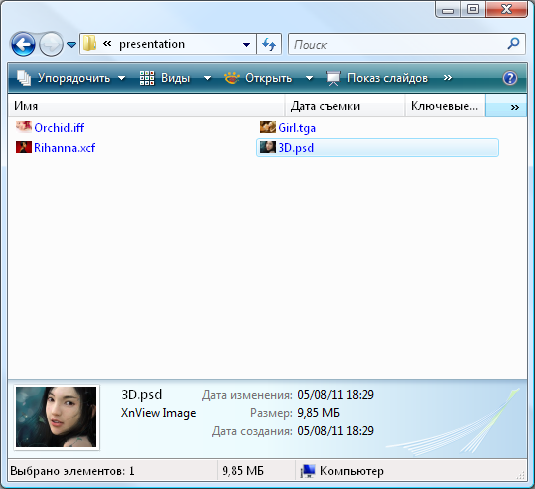 « presentation
Поиск
Упорядочить Виды Открыть Показ слайдов »
Имя Дата съемки Ключевые... »
Orchid.iff Girl.tga
Rihanna.xcf 3D.psd
3D.psd Дата изменения: 05/08/11 18:29
XnView Image Размер: 9,85 МБ
Дата создания: 05/08/11 18:29
Выбрано элементов: 1 9,85 МБ Компьютер